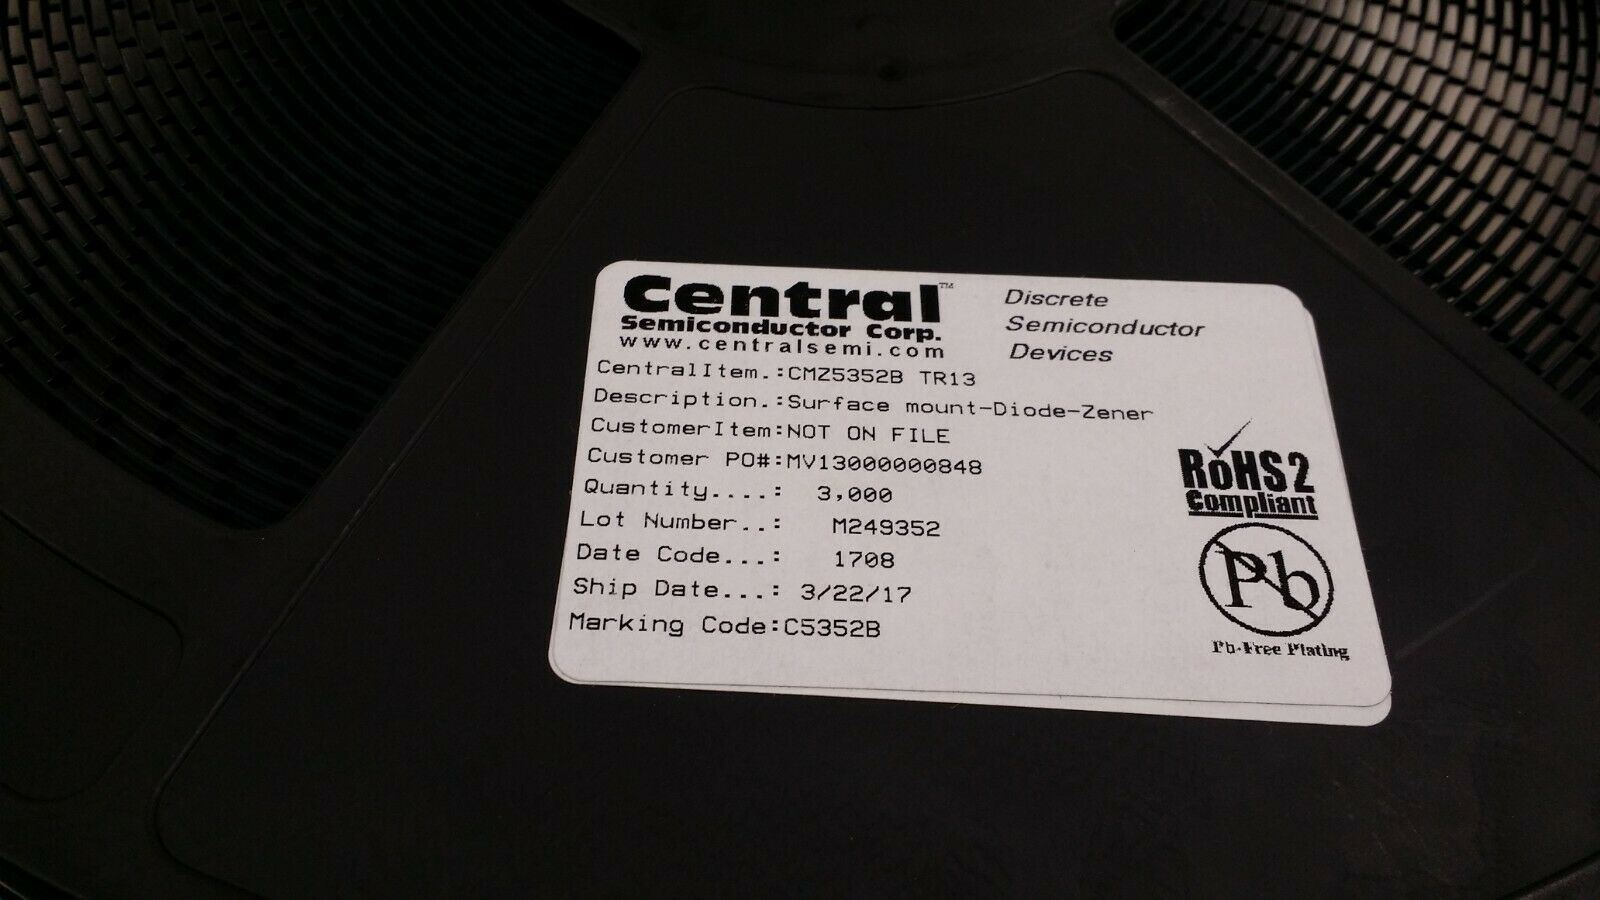 Central™
Semiconductor Corp.
www.centralsemi.com
Discrete
Semiconductor
Devices
CentralItem.:CMZ5352B TR13
Description.:Surface mount-Diode-Zener
CustomerItem:NOT ON FILE
Customer PO#:MV13000000848
Quantity....: 3,000
Lot Number..: M249352
Date Code...: 1708
Ship Date...: 3/22/17
Marking Code:C5352B
RoHS2
Compliant
Pb
Pb-Free Plating